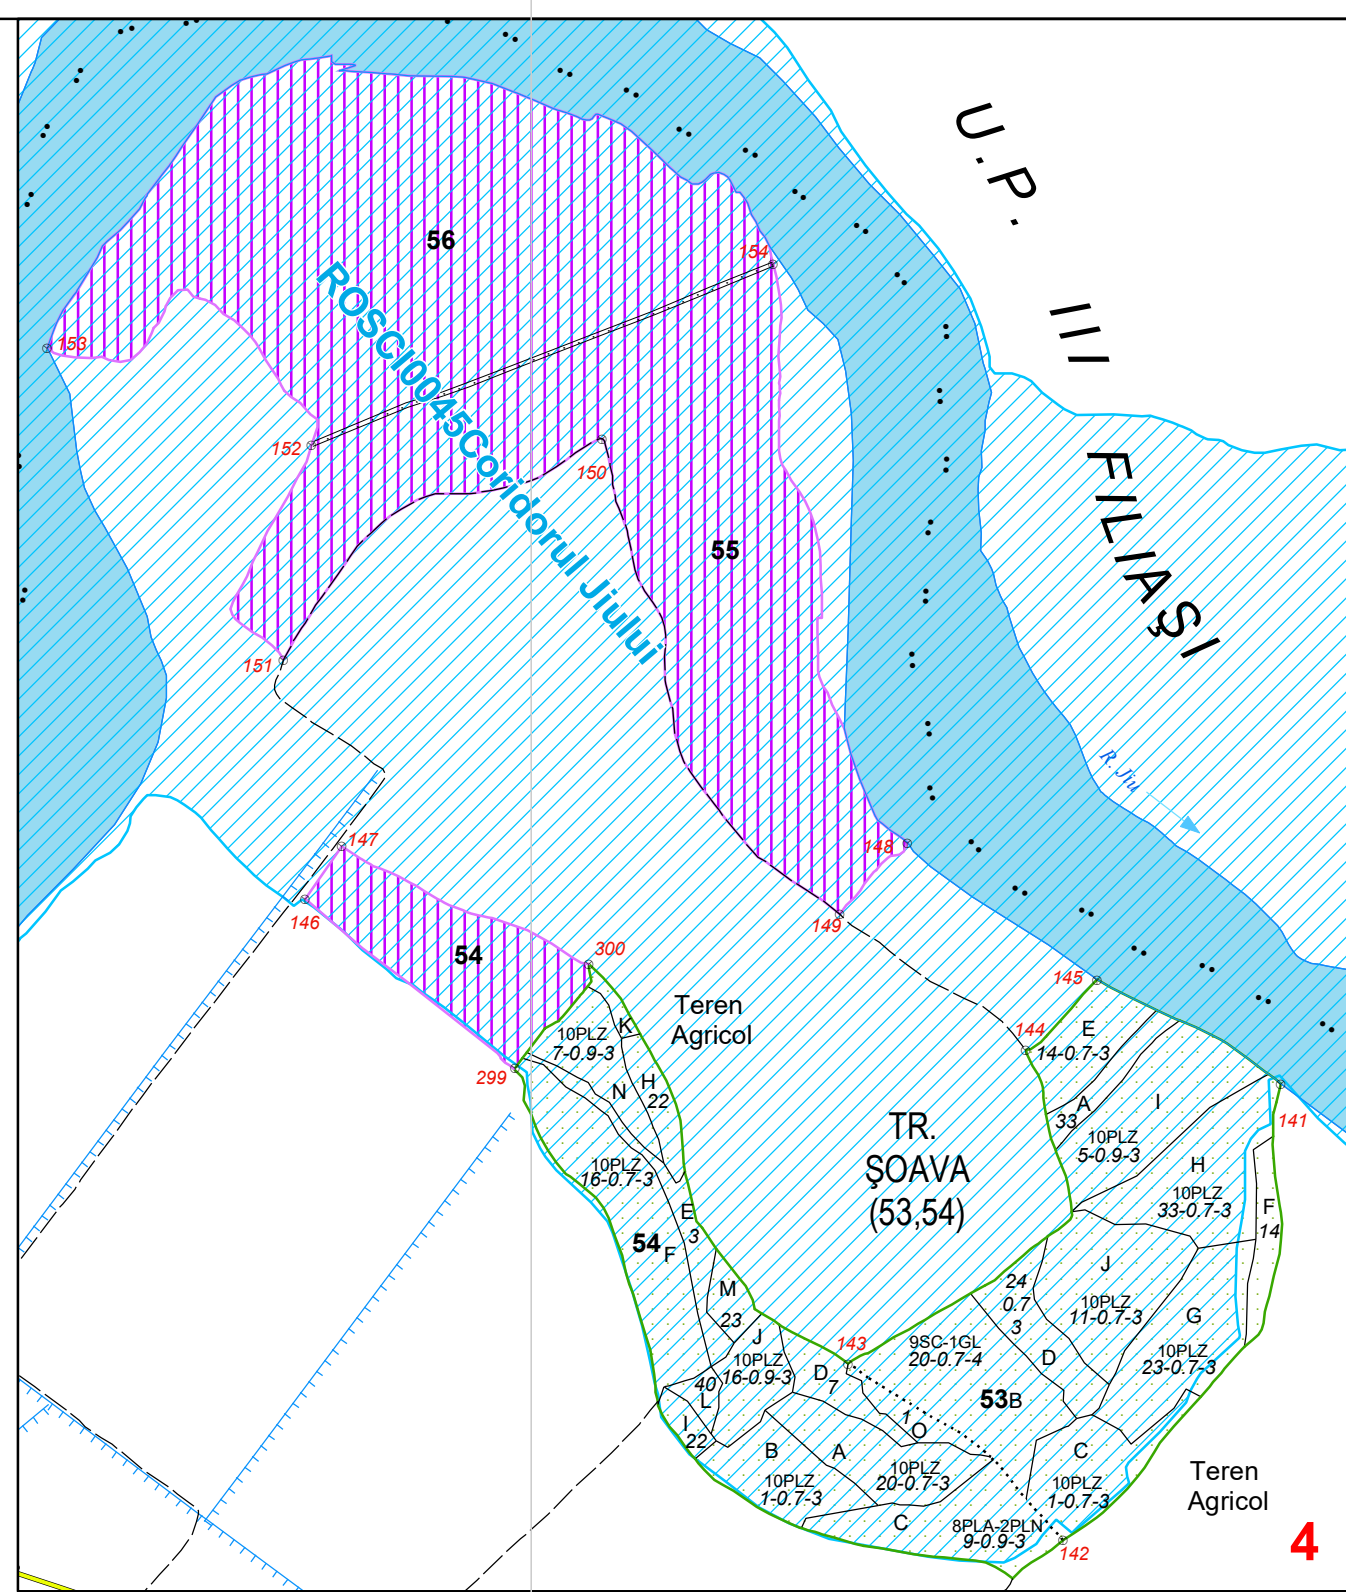 U.P. III FILIAȘI
56
154
ROSCI0045Coridorul Jiului
153
152
150
55
151
R. Jiu
147
148
146
149
54
300
145
Teren
Agricol
144
E
14-0.7-3
K
10PLZ
7-0.9-3
299
H
22
N
A
33
I
141
10PLZ
5-0.9-3
TR.
ȘOAVA
(53,54)
10PLZ
16-0.7-3
H
10PLZ
33-0.7-3
E
3
F
14
54
F
J
10PLZ
11-0.7-3
24
0.7
3
M
23
G
10PLZ
23-0.7-3
J
10PLZ
16-0.9-3
143
9SC-1GL
20-0.7-4
D
7
D
40
L
53
B
1
O
I
22
B
10PLZ
1-0.7-3
A
10PLZ
20-0.7-3
C
10PLZ
1-0.7-3
Teren
Agricol
C
8PLA-2PLN
9-0.9-3
142
4